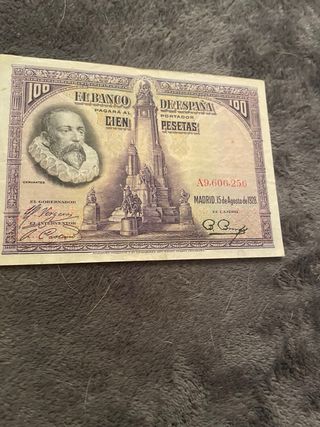 100
EL BANCO DE ESPAÑA
100
PAGARÁ AL PORTADOR
CIEN PESETAS
A9,606,256
CERVANTES
MADRID, 15 de Agosto de 1928
EL GOBERNADOR
EL CAJERO
EL INTERVENTOR